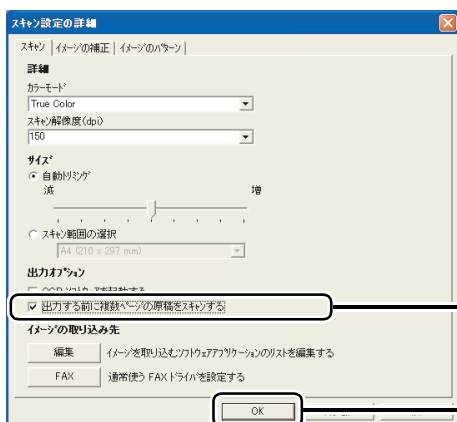 スキャン設定の詳細
スキャン イメージの補正 イメージのパターン
詳細
カラーモード
True Color
スキャン解像度(dpi)
150
サイズ
自動トリミング
減 増
スキャン範囲の選択
A4 (210 x 297 mm)
出力オプション
出力する前に複数ページの原稿をスキャンする
イメージの取り込み先
編集 イメージを取り込むソフトウェアアプリケーションのリストを編集する
FAX 通常使う FAX ドライバを設定する
OK